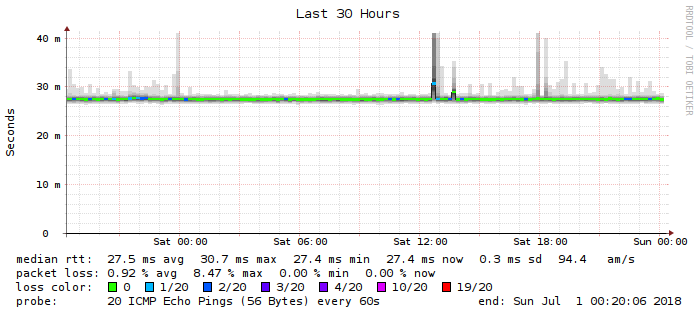 Last 30 Hours
RRDTOOL / TOBI OETIKER
Seconds
40 m
30 m
20 m
10 m
0
Sat 00:00 Sat 06:00 Sat 12:00 Sat 18:00 Sun 00:00
median rtt: 27.5 ms avg 30.7 ms max 27.4 ms min 27.4 ms now 0.3 ms sd 94.4 am/s
packet loss: 0.92 % avg 8.47 % max 0.00 % min 0.00 % now
loss color: 0 1/20 2/20 3/20 4/20 10/20 19/20
probe: 20 ICMP Echo Pings (56 Bytes) every 60s end: Sun Jul 1 00:20:06 2018